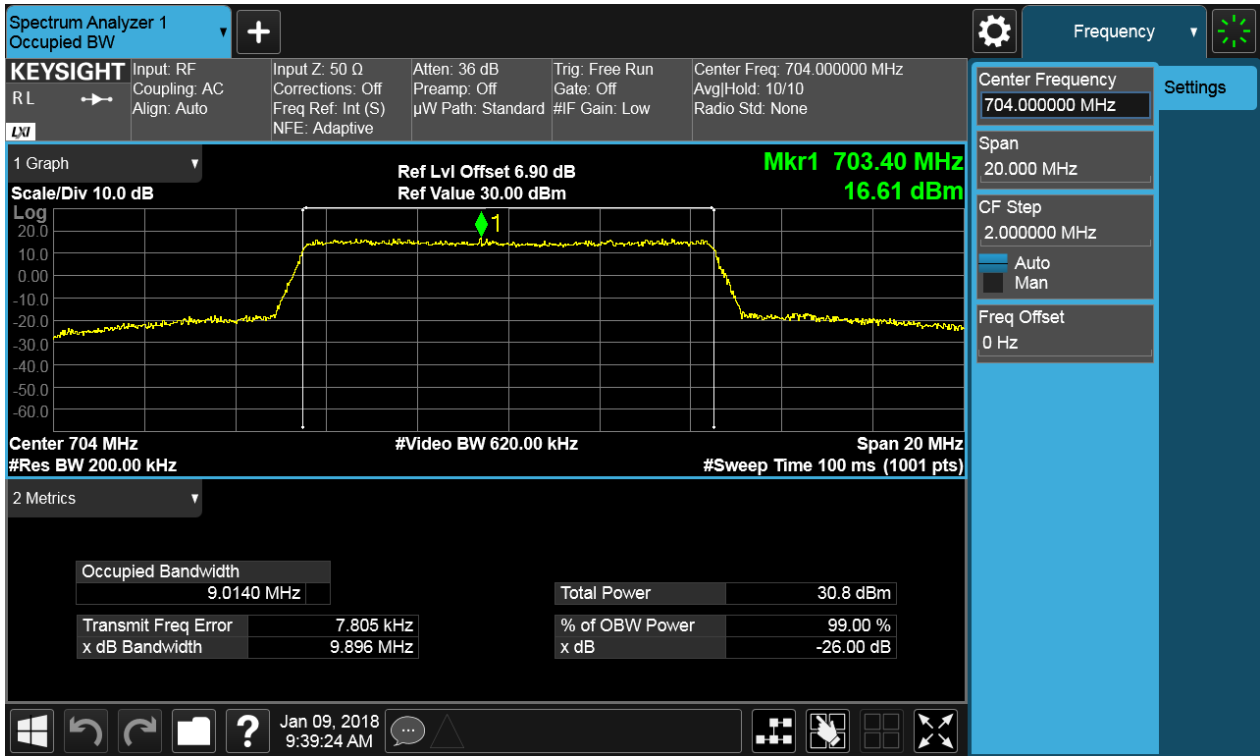 Spectrum Analyzer 1
Occupied BW
+
Frequency
KEYSIGHT
RL
LXI
Input: RF
Coupling: AC
Align: Auto
Input Z: 50 Ω
Corrections: Off
Freq Ref: Int (S)
NFE: Adaptive
Atten: 36 dB
Preamp: Off
µW Path: Standard
Trig: Free Run
Gate: Off
#IF Gain: Low
Center Freq: 704.000000 MHz
Avg|Hold: 10/10
Radio Std: None
1 Graph
Scale/Div 10.0 dB
Ref Lvl Offset 6.90 dB
Ref Value 30.00 dBm
Mkr1 703.40 MHz
16.61 dBm
Log
20.0
10.0
0.00
-10.0
-20.0
-30.0
-40.0
-50.0
-60.0
1
Center 704 MHz
#Res BW 200.00 kHz
#Video BW 620.00 kHz
Span 20 MHz
#Sweep Time 100 ms (1001 pts)
2 Metrics
Occupied Bandwidth
9.0140 MHz
Transmit Freq Error 7.805 kHz
x dB Bandwidth 9.896 MHz
Total Power 30.8 dBm
% of OBW Power 99.00 %
x dB -26.00 dB
Center Frequency
704.000000 MHz
Span
20.000 MHz
CF Step
2.000000 MHz
Auto
Man
Freq Offset
0 Hz
Settings
?
Jan 09, 2018
9:39:24 AM